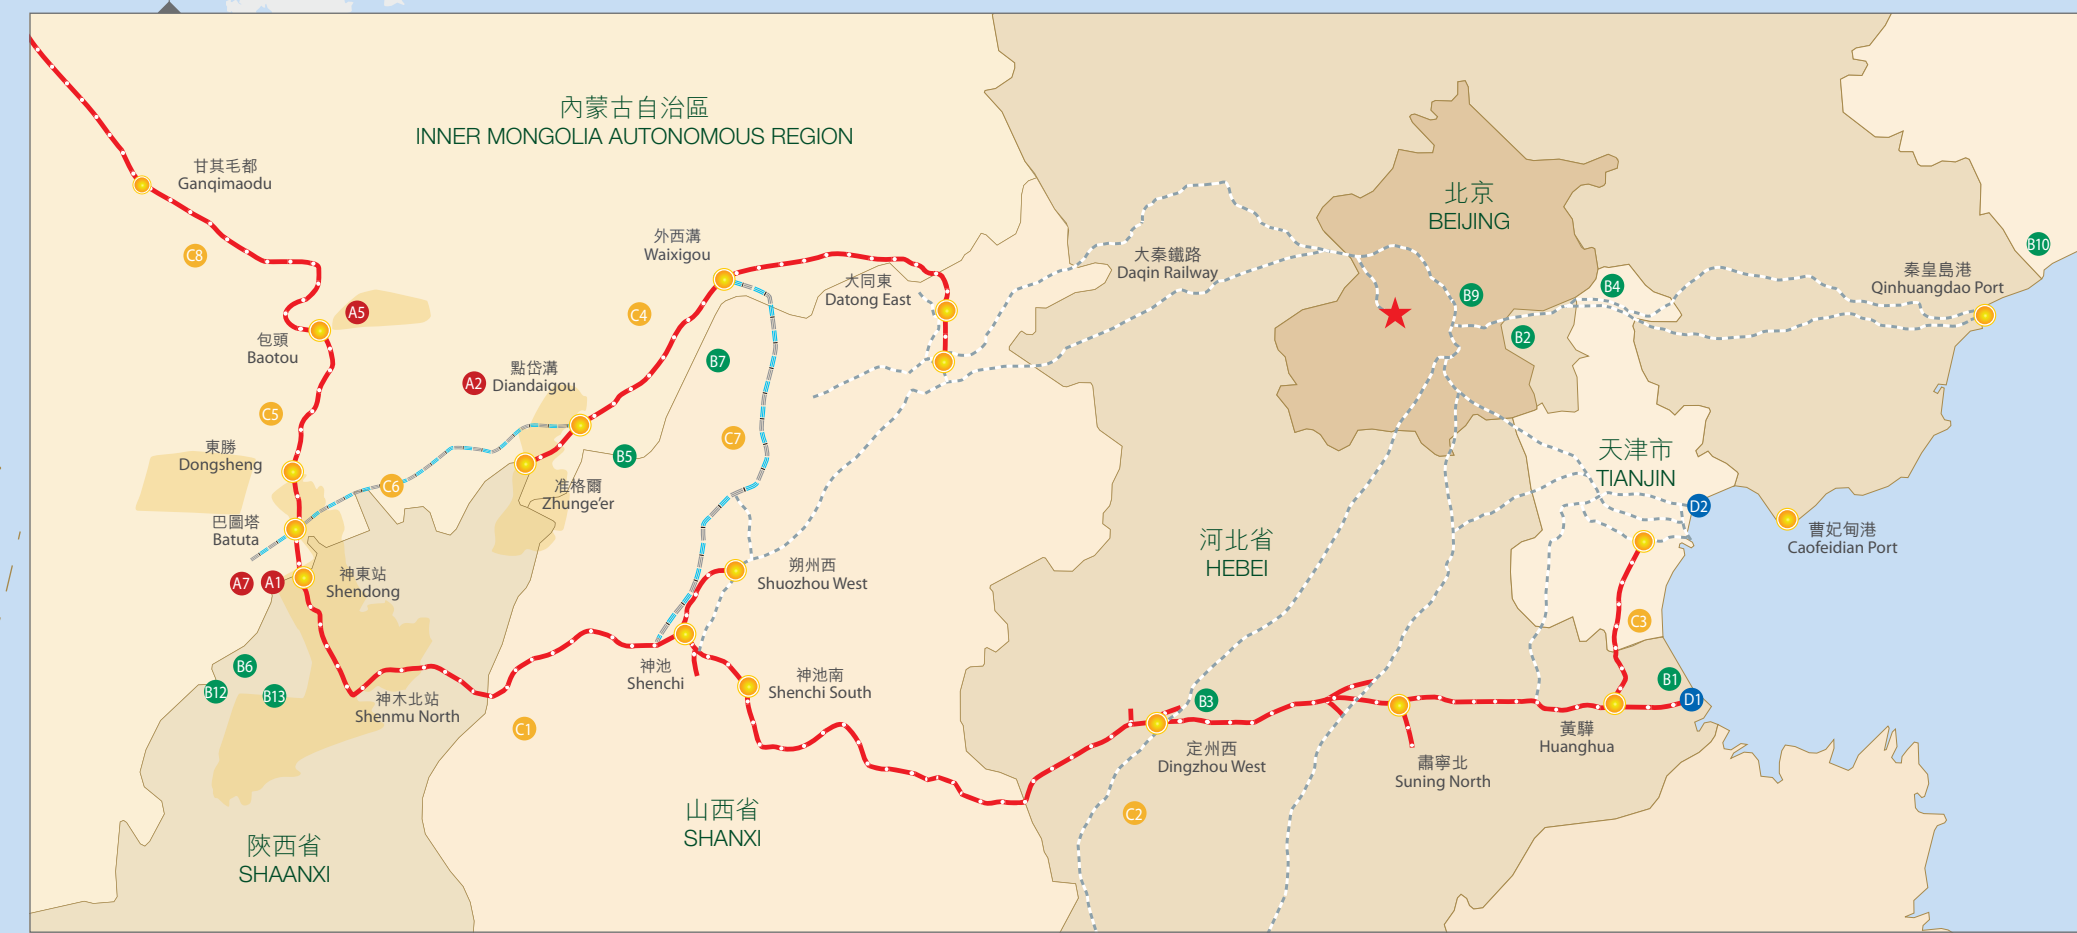 內蒙古自治區
INNER MONGOLIA AUTONOMOUS REGION
甘其毛都
Ganqimaodu
C8
外西溝
Waixigou
大同東
Datong East
大秦鐵路
Daqin Railway
北京
BEIJING
B10
秦皇島港
Qinhuangdao Port
B9
B4
B2
A5
C4
包頭
Baotou
B7
A2
點岱溝
Diandaigou
C5
C7
東勝
Dongsheng
B5
C6
准格爾
Zhunge'er
天津市
TIANJIN
D2
曹妃甸港
Caofeidian Port
巴圖塔
Batuta
河北省
HEBEI
A7
A1
神東站
Shendong
朔州西
Shuozhou West
C3
B6
B12
B13
神池
Shenchi
神池南
Shenchi South
B1
D1
神木北站
Shenmu North
C1
B3
定州西
Dingzhou West
肅寧北
Suning North
黃驊
Huanghua
C2
山西省
SHANXI
陝西省
SHAANXI